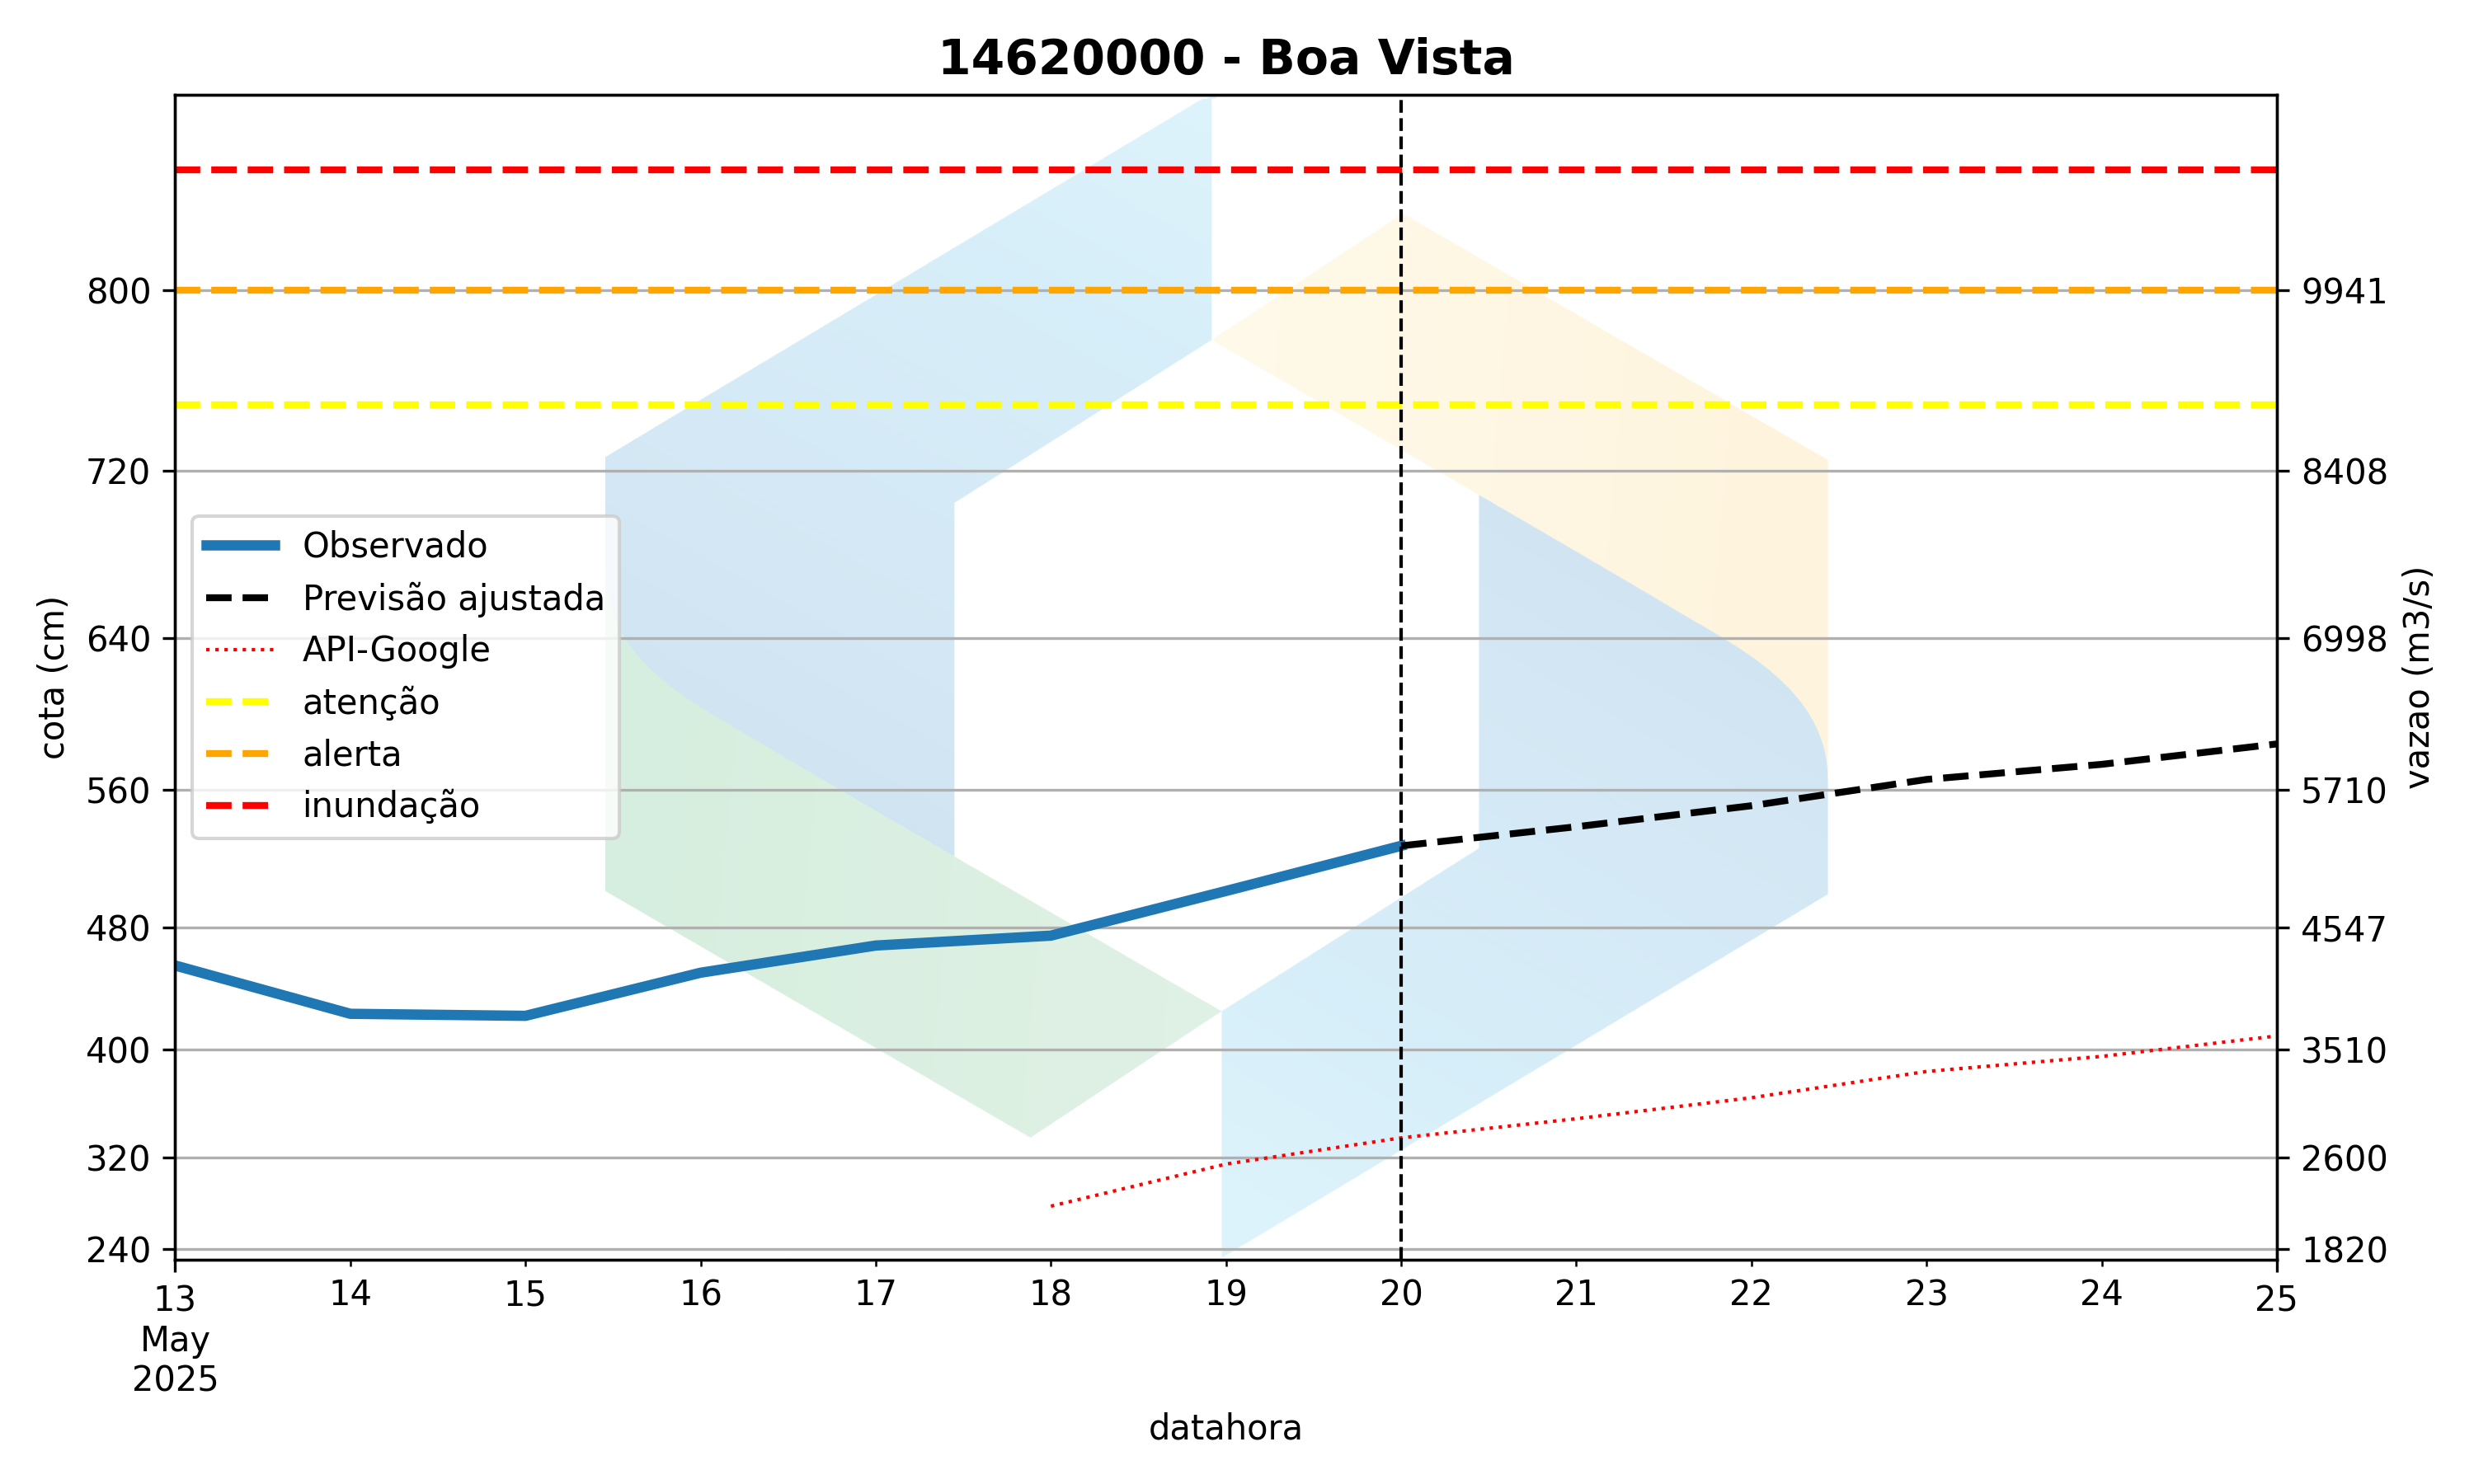 14620000 - Boa Vista
800
720
640
560
480
400
320
240
cota (cm)
9941
8408
6998
5710
4547
3510
2600
1820
vazao (m3/s)
Observado
Previsão ajustada
API-Google
atenção
alerta
inundação
13 14 15 16 17 18 19 20 21 22 23 24 25
May
2025
datahora